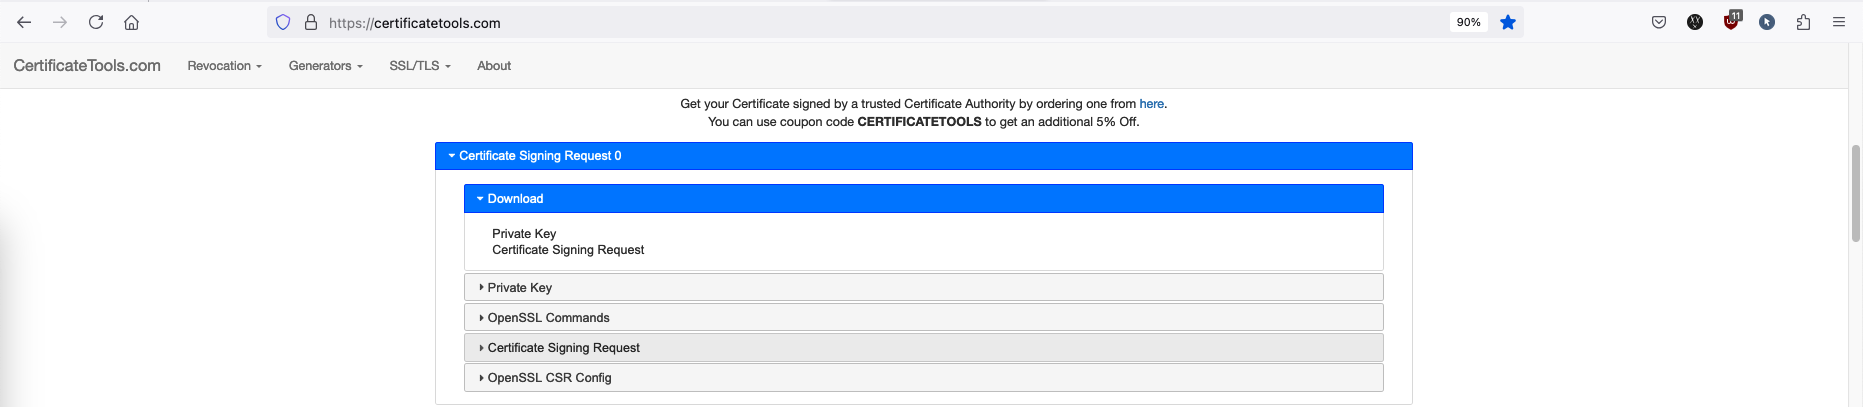 https://certificatetools.com
90%
11
CertificateTools.com Revocation Generators SSL/TLS About
Get your Certificate signed by a trusted Certificate Authority by ordering one from here.
You can use coupon code CERTIFICATETOOLS to get an additional 5% Off.
Certificate Signing Request 0
Download
Private Key
Certificate Signing Request
Private Key
OpenSSL Commands
Certificate Signing Request
OpenSSL CSR Config